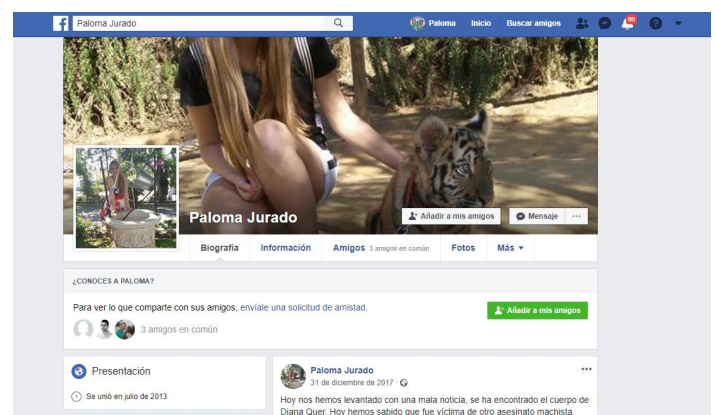 f
Paloma Jurado
Paloma Inicio Buscar amigos 60
Paloma Jurado
Añadir a mis amigos Mensaje ...
Biografía Información Amigos 3 amigos en común Fotos Más
¿CONOCES A PALOMA?
Para ver lo que comparte con sus amigos, envíale una solicitud de amistad.
Añadir a mis amigos
3 amigos en común
Presentación
Se unió en julio de 2013
Paloma Jurado
31 de diciembre de 2017 ·
Hoy nos hemos levantado con una mala noticia, se ha encontrado el cuerpo de
Diana Quer. Hoy hemos sabido que fue víctima de otro asesinato machista.